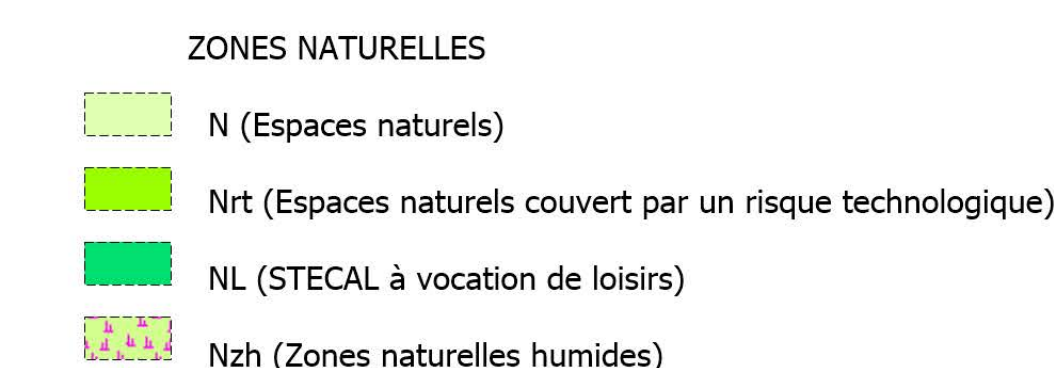 ZONES NATURELLES
N (Espaces naturels)
Nrt (Espaces naturels couvert par un risque technologique)
NL (STECAL à vocation de loisirs)
Nzh (Zones naturelles humides)